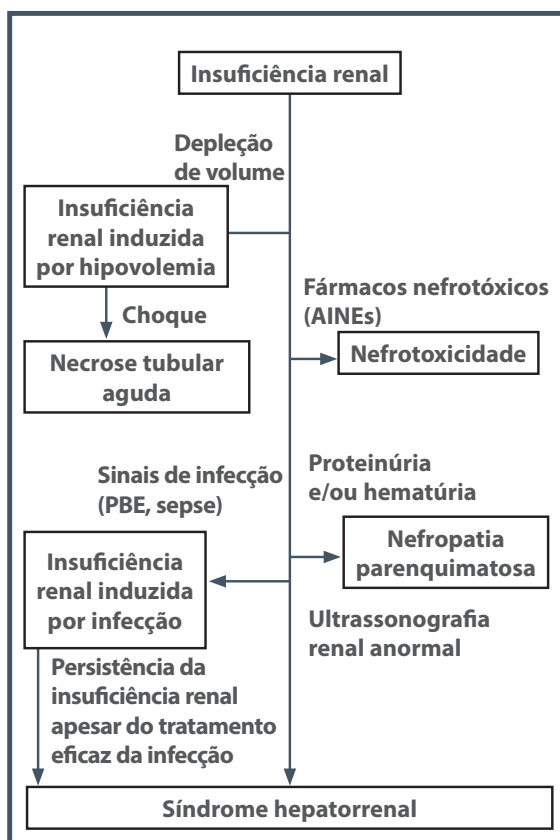 Insuficiência renal
Depleção
de volume
Insuficiência
renal induzida
por hipovolemia
Choque
Necrose tubular
aguda
Fármacos nefrotóxicos
(AINEs)
Nefrotoxicidade
Sinais de infecção
(PBE, sepse)
Proteinúria
e/ou hematúria
Insuficiência
renal induzida
por infecção
Nefropatia
parenquimatosa
Ultrassonografia
renal anormal
Persistência da
insuficiência renal
apesar do tratamento
eficaz da infecção
Síndrome hepatorrenal